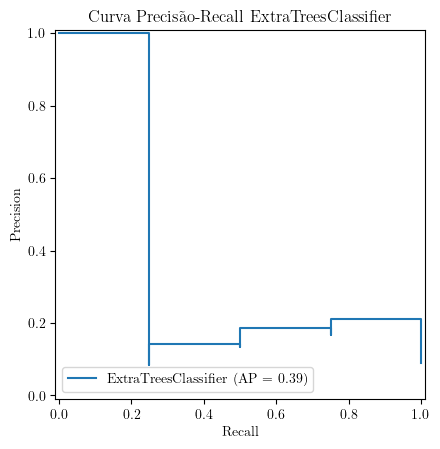 Curva Precisão-Recall ExtraTreesClassifier
1.0
0.8
0.6
0.4
0.2
0.0
Precision
ExtraTreesClassifier (AP = 0.39)
0.0 0.2 0.4 0.6 0.8 1.0
Recall